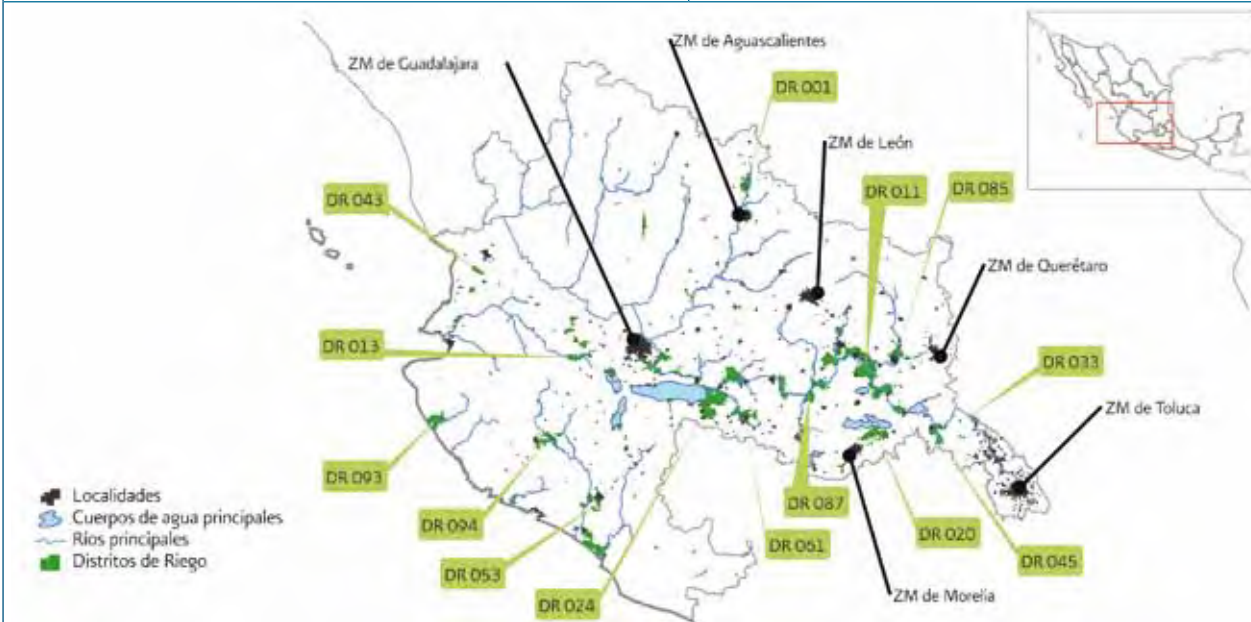 ZM de Aguascalientes
ZM de Guadalajara
DR 001
ZM de León
DR 011
DR 085
DR 043
ZM de Querétaro
DR 013
DR 033
ZM de Toluca
DR 093
DR 087
DR 094
DR 020
DR 061
DR 045
DR 053
DR 024
ZM de Morelia
Localidades
Cuerpos de agua principales
Ríos principales
Distritos de Riego